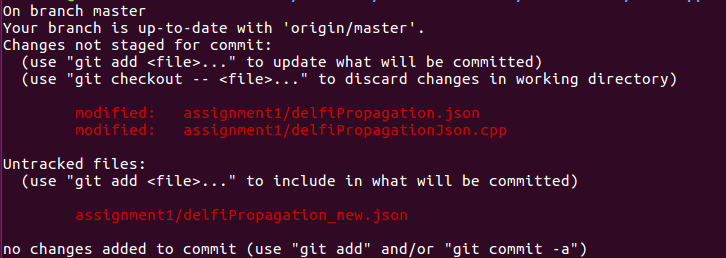 On branch master
Your branch is up-to-date with 'origin/master'.
Changes not staged for commit:
  (use "git add <file>..." to update what will be committed)
  (use "git checkout -- <file>..." to discard changes in working directory)

        modified:   assignment1/delfiPropagation.json
        modified:   assignment1/delfiPropagationJson.cpp

Untracked files:
  (use "git add <file>..." to include in what will be committed)

        assignment1/delfiPropagation_new.json

no changes added to commit (use "git add" and/or "git commit -a")